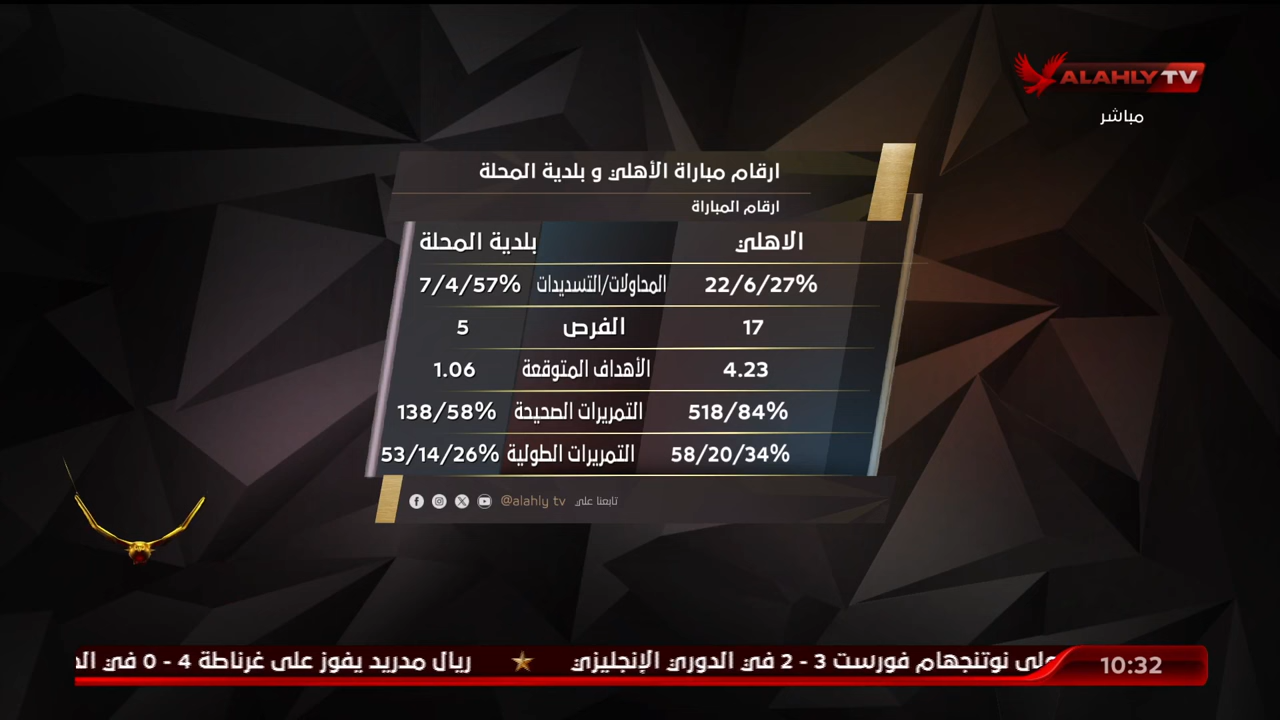 ALAHLY TV
مباشر
ارقام مباراة الأهلي و بلدية المحلة
ارقام المباراة
الاهلي بلدية المحلة
22/6/27% المحاولات/التسديدات 7/4/57%
17 الفرص 5
4.23 الأهداف المتوقعة 1.06
518/84% التمريرات الصحيحة 138/58%
58/20/34% التمريرات الطولية 53/14/26%
تابعنا علي @alahly tv
10:32
نوتنجهام فورست 3 - 2 في الدوري الإنجليزي ★ ريال مدريد يفوز على غرناطة 4 - 0 في